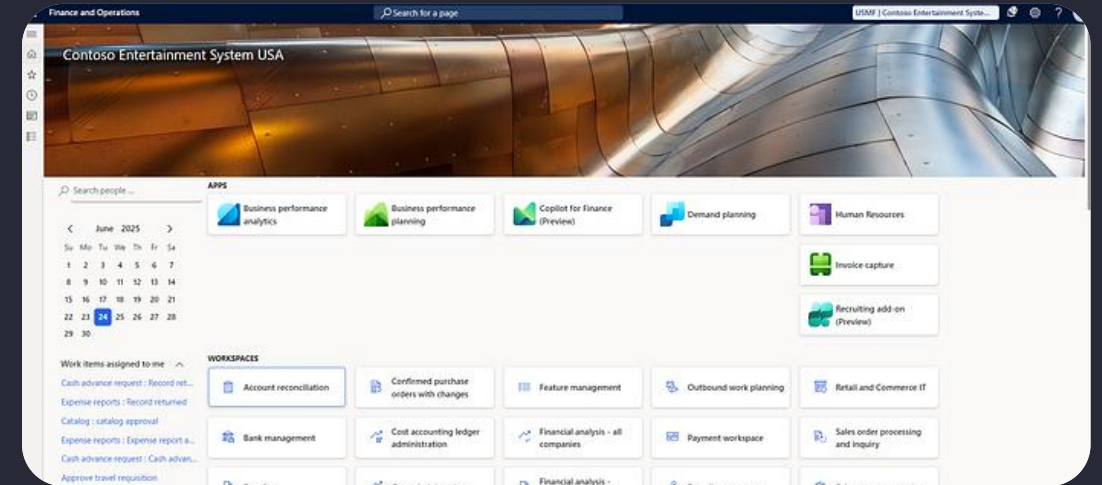 Finance and Operations
Search for a page
USMF | Contoso Entertainment Syste...
?
Contoso Entertainment System USA
Search people ...
June 2025
Su Mo Tu We Th Fr Sa
1 2 3 4 5 6 7
8 9 10 11 12 13 14
15 16 17 18 19 20 21
22 23 24 25 26 27 28
29 30
Work items assigned to me
Cash advance request : Record ret...
Expense reports : Record returned
Catalog : catalog approval
Expense reports : Expense report a...
Cash advance request : Cash advan...
Approve travel requisition
APPS
Business performance
analytics
Business performance
planning
Copilot for Finance
(Preview)
Demand planning
Human Resources
Invoice capture
Recruiting add-on
(Preview)
WORKSPACES
Account reconciliation
Confirmed purchase
orders with changes
Feature management
Outbound work planning
Retail and Commerce IT
Bank management
Cost accounting ledger
administration
Financial analysis - all
companies
Payment workspace
Sales order processing
and inquiry
Financial analysis -